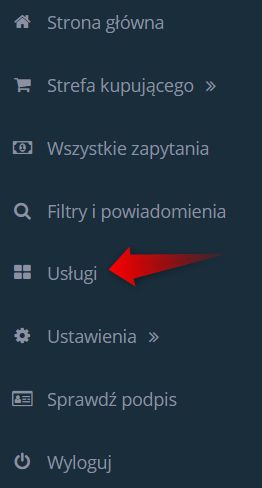 Strona główna
Strefa kupującego »
Wszystkie zapytania
Filtry i powiadomienia
Usługi
Ustawienia »
Sprawdź podpis
Wyloguj